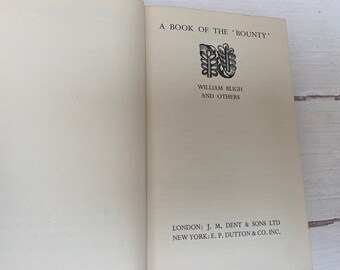 A BOOK OF THE 'BOUNTY'
WILLIAM BLIGH
AND OTHERS
LONDON: J. M. DENT & SONS LTD
NEW YORK: E. P. DUTTON & CO. INC.